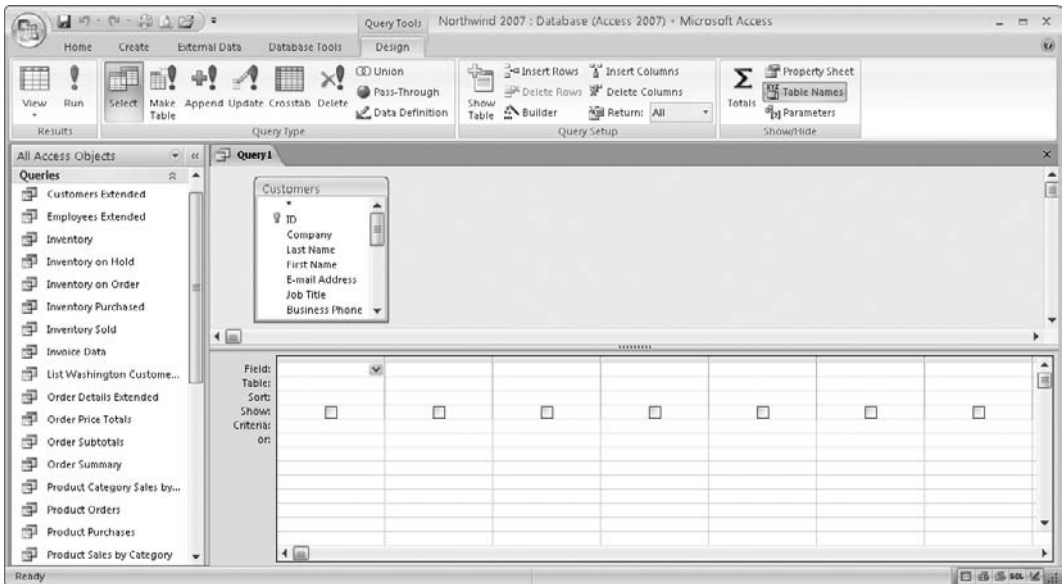 Query Tools Northwind 2007 : Database (Access 2007) - Microsoft Access
Home Create External Data Database Tools Design
View
Run
Select
Make Table
Append
Update
Crosstab
Delete
Union
Pass-Through
Data Definition
Show Table
Insert Rows
Delete Rows
Builder
Insert Columns
Delete Columns
Return: All
Totals
Property Sheet
Table Names
Parameters
Results
Query Type
Query Setup
Show/Hide
All Access Objects
Queries
Customers Extended
Employees Extended
Inventory
Inventory on Hold
Inventory on Order
Inventory Purchased
Inventory Sold
Invoice Data
List Washington Custome...
Order Details Extended
Order Price Totals
Order Subtotals
Order Summary
Product Category Sales by...
Product Orders
Product Purchases
Product Sales by Category
Query1
Customers
*
ID
Company
Last Name
First Name
E-mail Address
Job Title
Business Phone
Field:
Table:
Sort:
Show:
Criteria:
or:
Ready
SQL